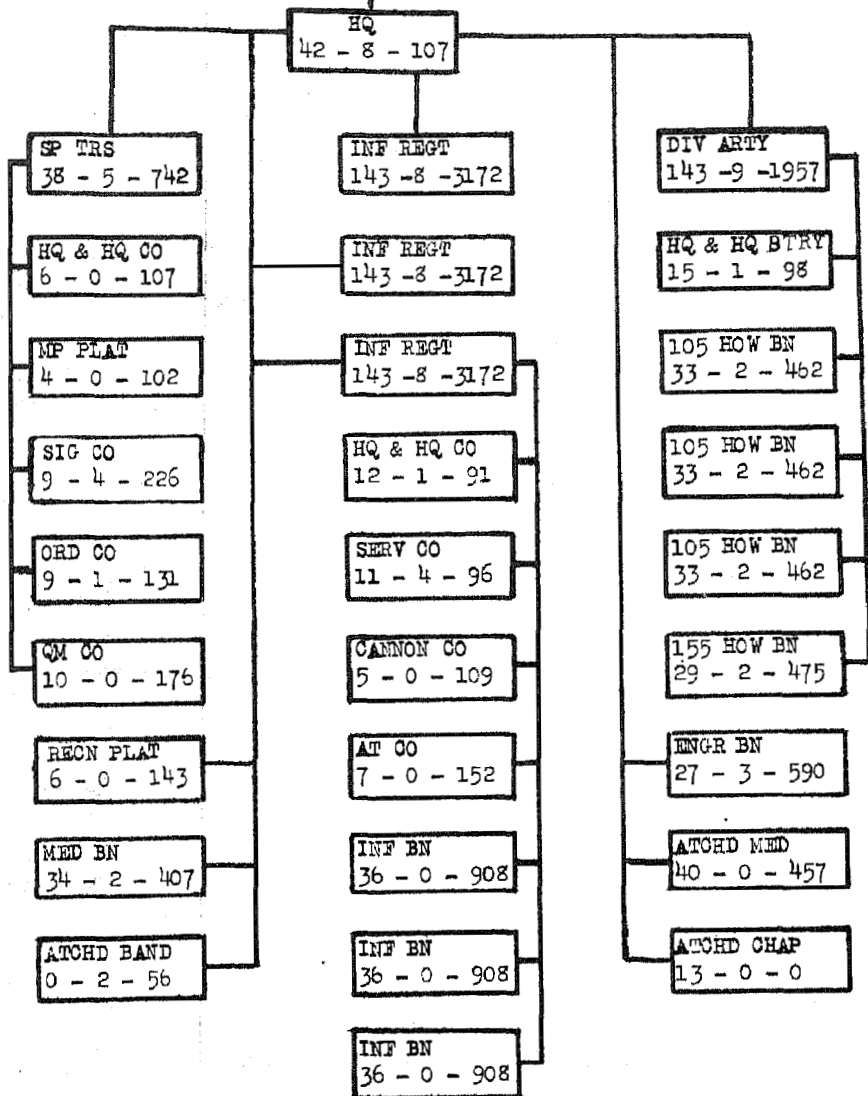 HQ
42 - 8 - 107
SP TRS
38 - 5 - 742
HQ & HQ CO
6 - 0 - 107
MP PLAT
4 - 0 - 102
SIG CO
9 - 4 - 226
ORD CO
9 - 1 - 131
QM CO
10 - 0 - 176
RECN PLAT
6 - 0 - 143
MED BN
34 - 2 - 407
ATCHD BAND
0 - 2 - 56
INF REGT
143 -8 -3172
INF REGT
143 -8 -3172
INF REGT
143 -8 -3172
HQ & HQ CO
12 - 1 - 91
SERV CO
11 - 4 - 96
CANNON CO
5 - 0 - 109
AT CO
7 - 0 - 152
INF BN
36 - 0 - 908
INF BN
36 - 0 - 908
INF BN
36 - 0 - 908
DIV ARTY
143 -9 -1957
HQ & HQ BTRY
15 - 1 - 98
105 HOW BN
33 - 2 - 462
105 HOW BN
33 - 2 - 462
105 HOW BN
33 - 2 - 462
155 HOW BN
29 - 2 - 475
ENGR BN
27 - 3 - 590
ATCHD MED
40 - 0 - 457
ATCHD CHAP
13 - 0 - 0